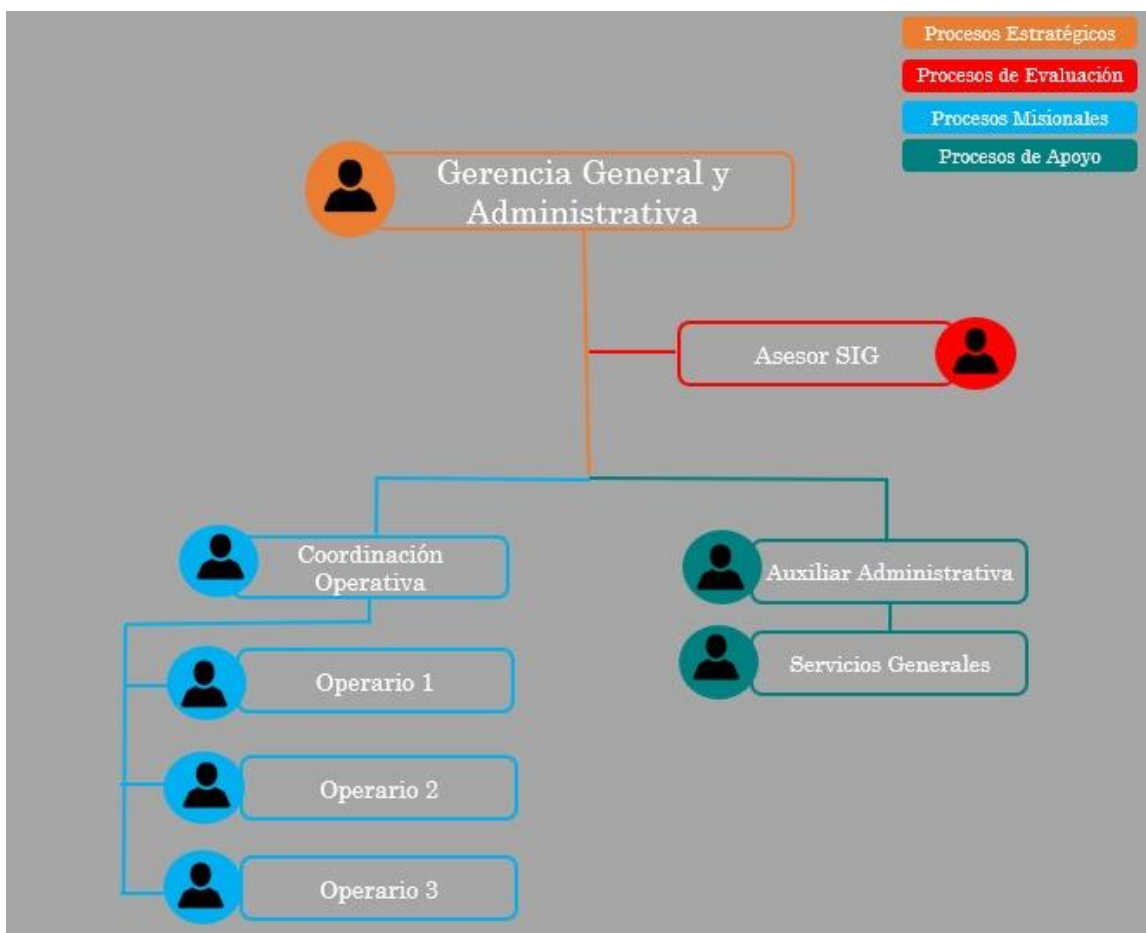 Procesos Estratégicos
Procesos de Evaluación
Procesos Misionales
Procesos de Apoyo
Gerencia General y
Administrativa
Asesor SIG
Coordinación
Operativa
Auxiliar Administrativa
Operario 1
Servicios Generales
Operario 2
Operario 3